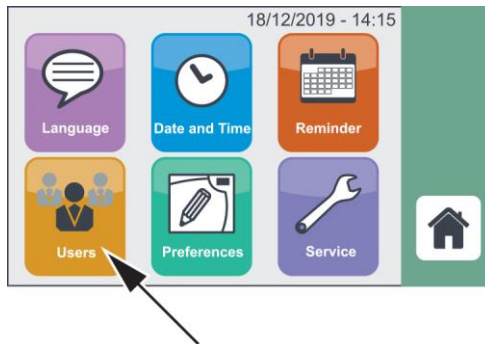 18/12/2019 - 14:15
Language
Date and Time
Reminder
Users
Preferences
Service